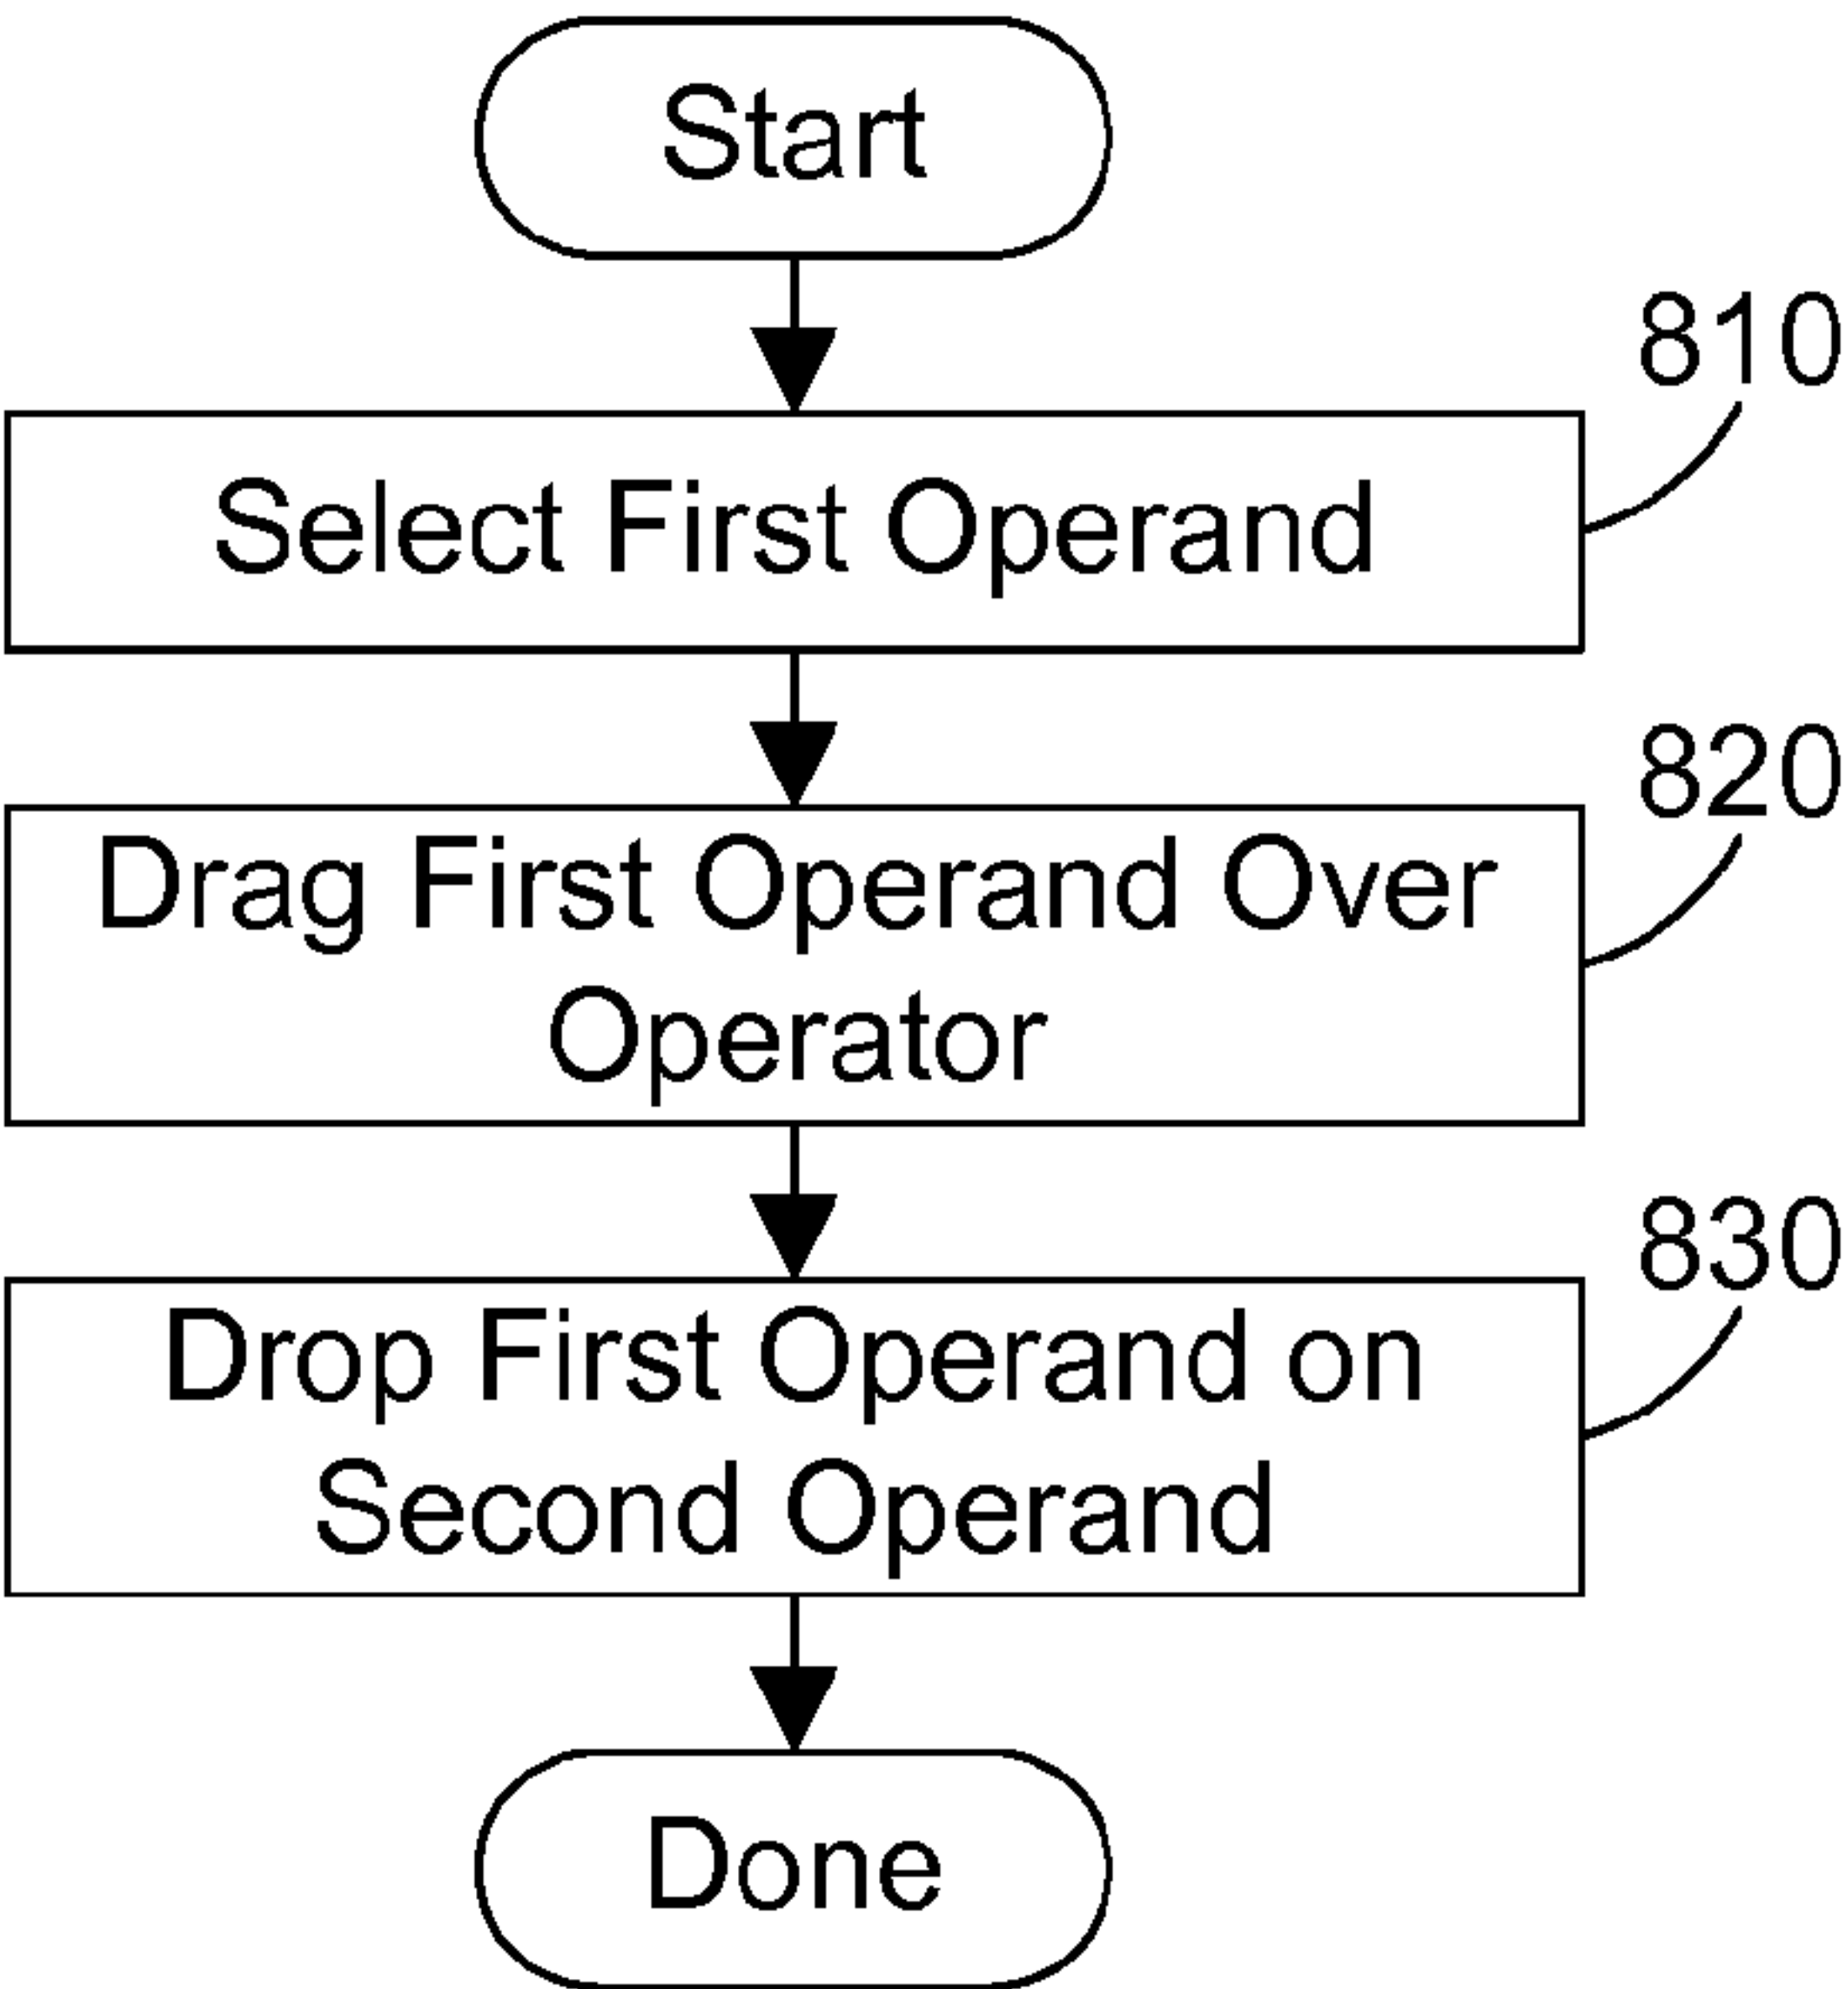 Start
810
Select First Operand
820
Drag First Operand Over
Operator
830
Drop First Operand on
Second Operand
Done